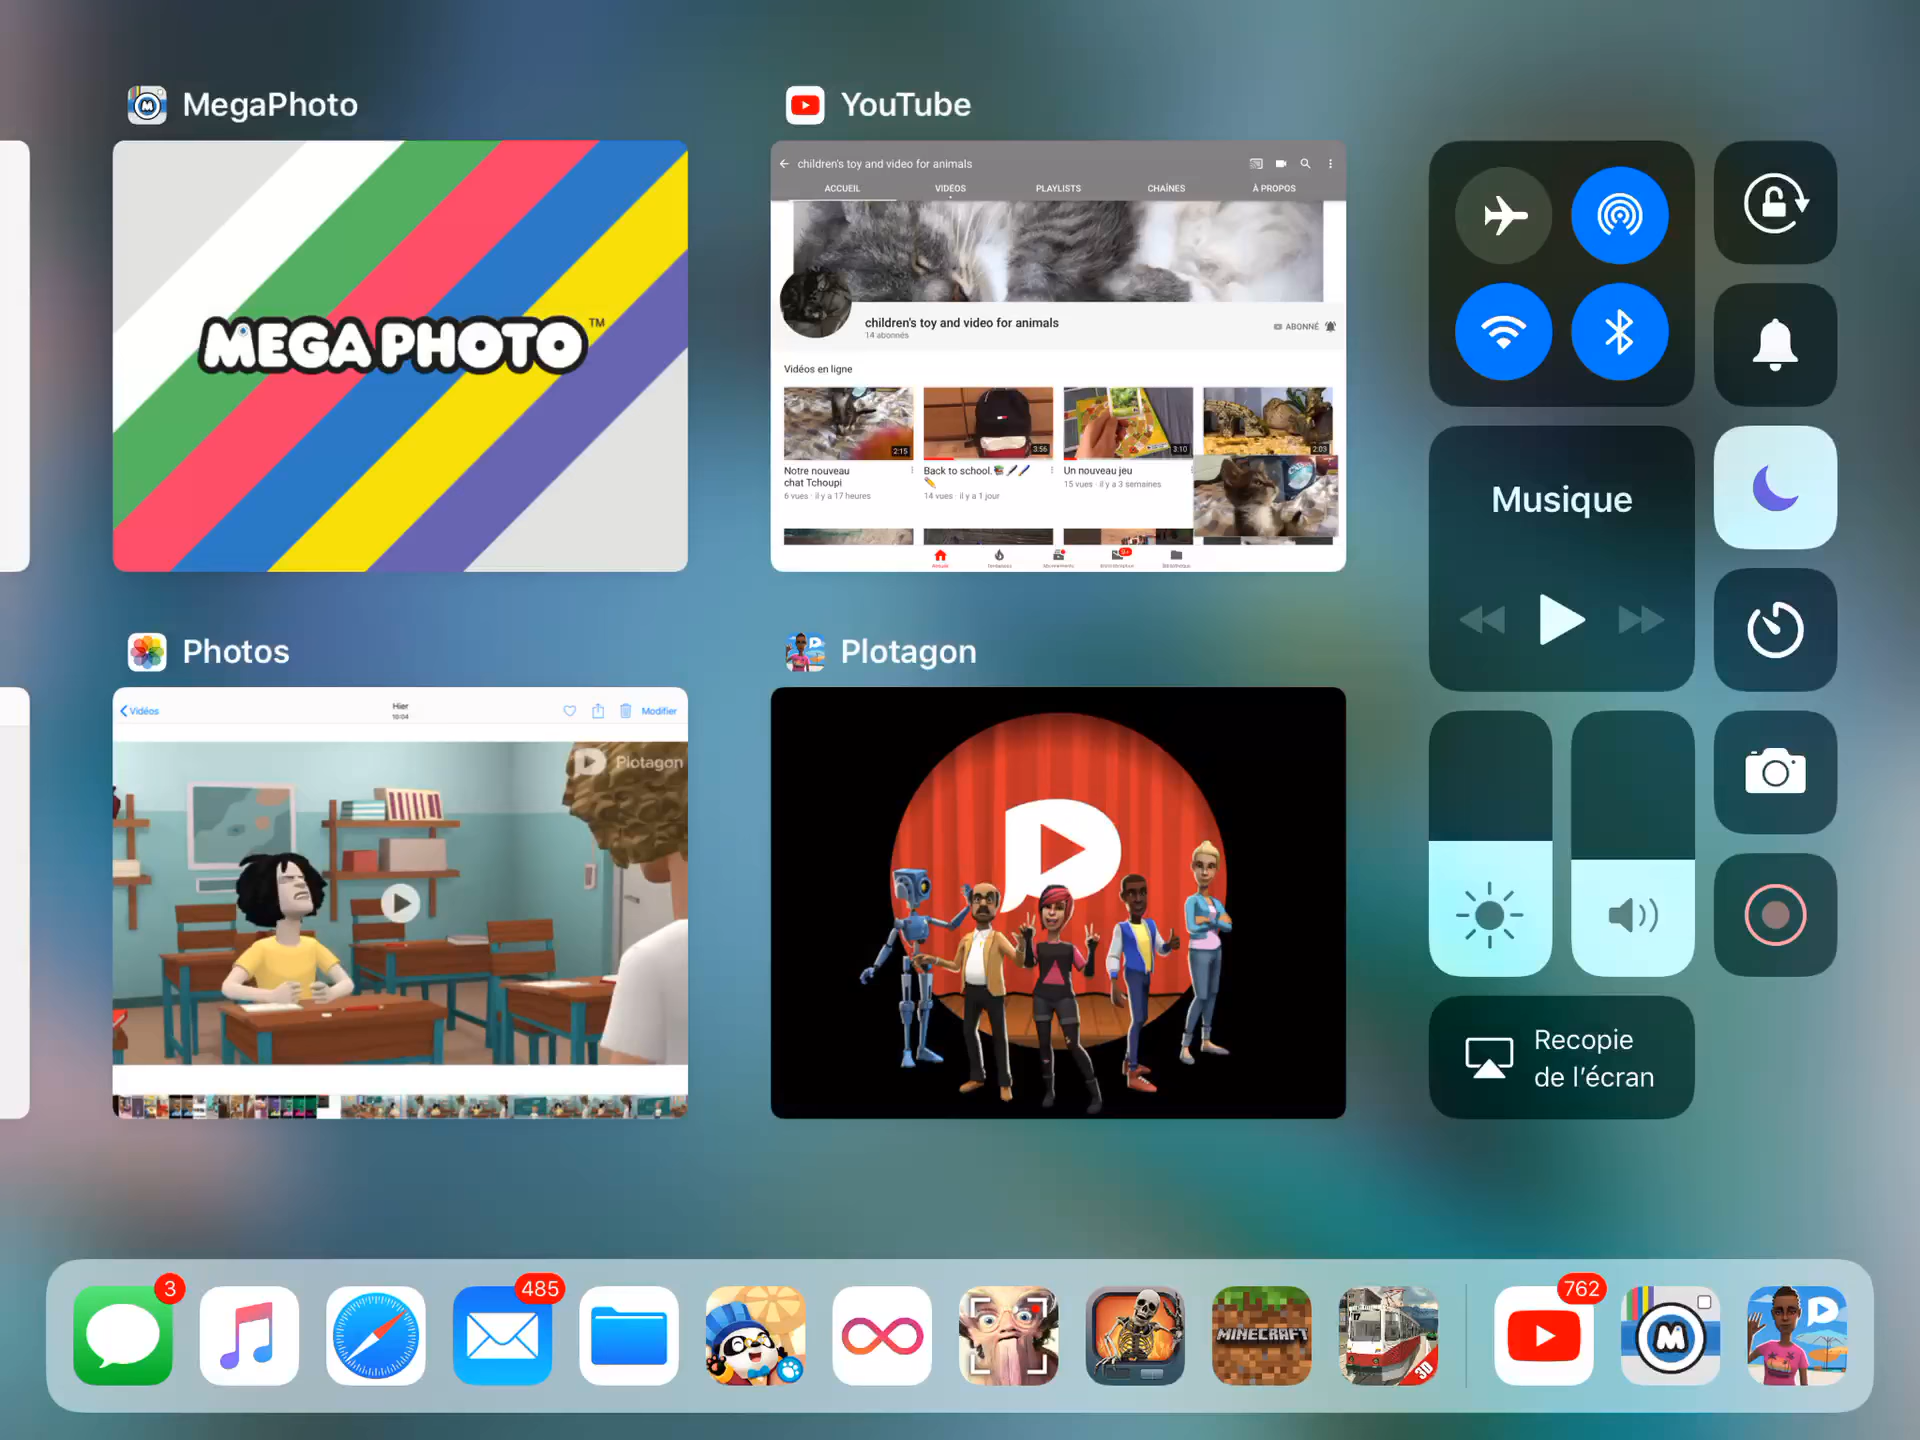 MegaPhoto
YouTube
MEGA PHOTO™
children's toy and video for animals
ACCUEIL VIDÉOS PLAYLISTS CHAÎNES À PROPOS
children's toy and video for animals
14 abonnés
ABONNÉ
Vidéos en ligne
2:15
3:56
3:10
2:03
Notre nouveau
chat Tchoupi
6 vues · il y a 17 heures
Back to school.
14 vues · il y a 1 jour
Un nouveau jeu
15 vues · il y a 3 semaines
Photos
Plotagon
Vidéos
Hier
10:04
Modifier
Plotagon
Musique
Recopie
de l'écran
3
485
M
MINECRAFT
3D
762
M